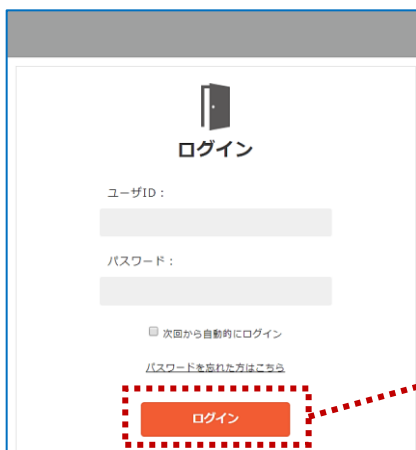 ログイン
ユーザID：
パスワード：
次回から自動的にログイン
パスワードを忘れた方はこちら
ログイン